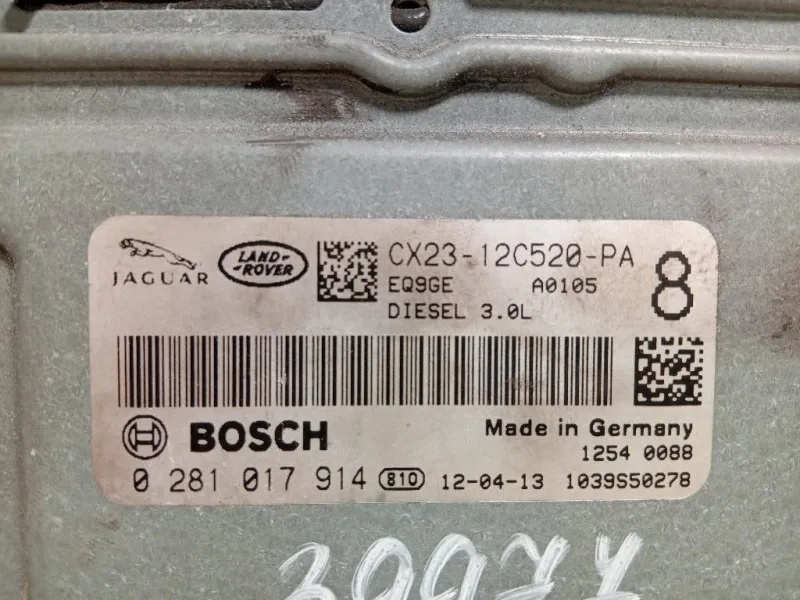 JAGUAR
LAND-
-ROVER
CX23-12C520-PA
EQ9GE A0105
DIESEL 3.0L
8
BOSCH
Made in Germany
1254 0088
0 281 017 914 810 12-04-13 1039S50278